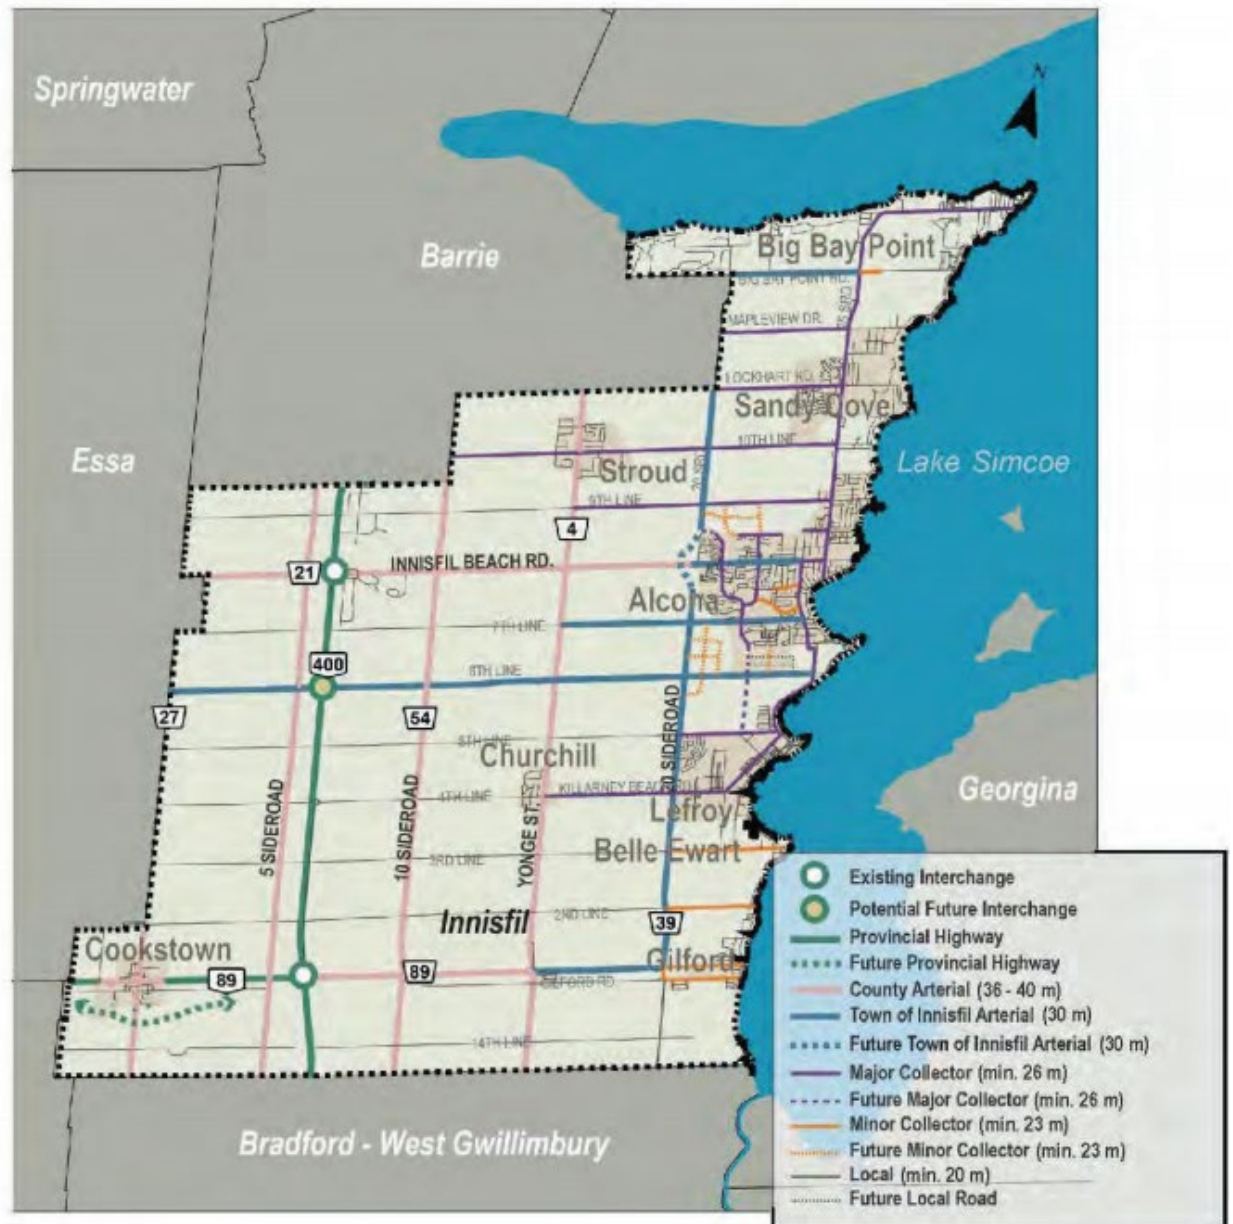 N
Springwater
Barrie
Big Bay Point
BIG BAY POINT RD.
25 SRD
MAPLEVIEW DR.
LOCKHART RD.
Sandy Cove
10TH LINE
Essa
Stroud
20 SRD
Lake Simcoe
9TH LINE
4
INNISFIL BEACH RD.
21
Alcona
7TH LINE
400
6TH LINE
27
54
20 SIDEROAD
5TH LINE
Churchill
KILLARNEY BEACH RD.
4TH LINE
Georgina
5 SIDEROAD
10 SIDEROAD
YONGE ST.
Lefroy
3RD LINE
Belle Ewart
Innisfil
2ND LINE
39
Cookstown
89
89
Gilford
GILFORD RD.
14TH LINE
Bradford - West Gwillimbury
Existing Interchange
Potential Future Interchange
Provincial Highway
Future Provincial Highway
County Arterial (36 - 40 m)
Town of Innisfil Arterial (30 m)
Future Town of Innisfil Arterial (30 m)
Major Collector (min. 26 m)
Future Major Collector (min. 26 m)
Minor Collector (min. 23 m)
Future Minor Collector (min. 23 m)
Local (min. 20 m)
Future Local Road